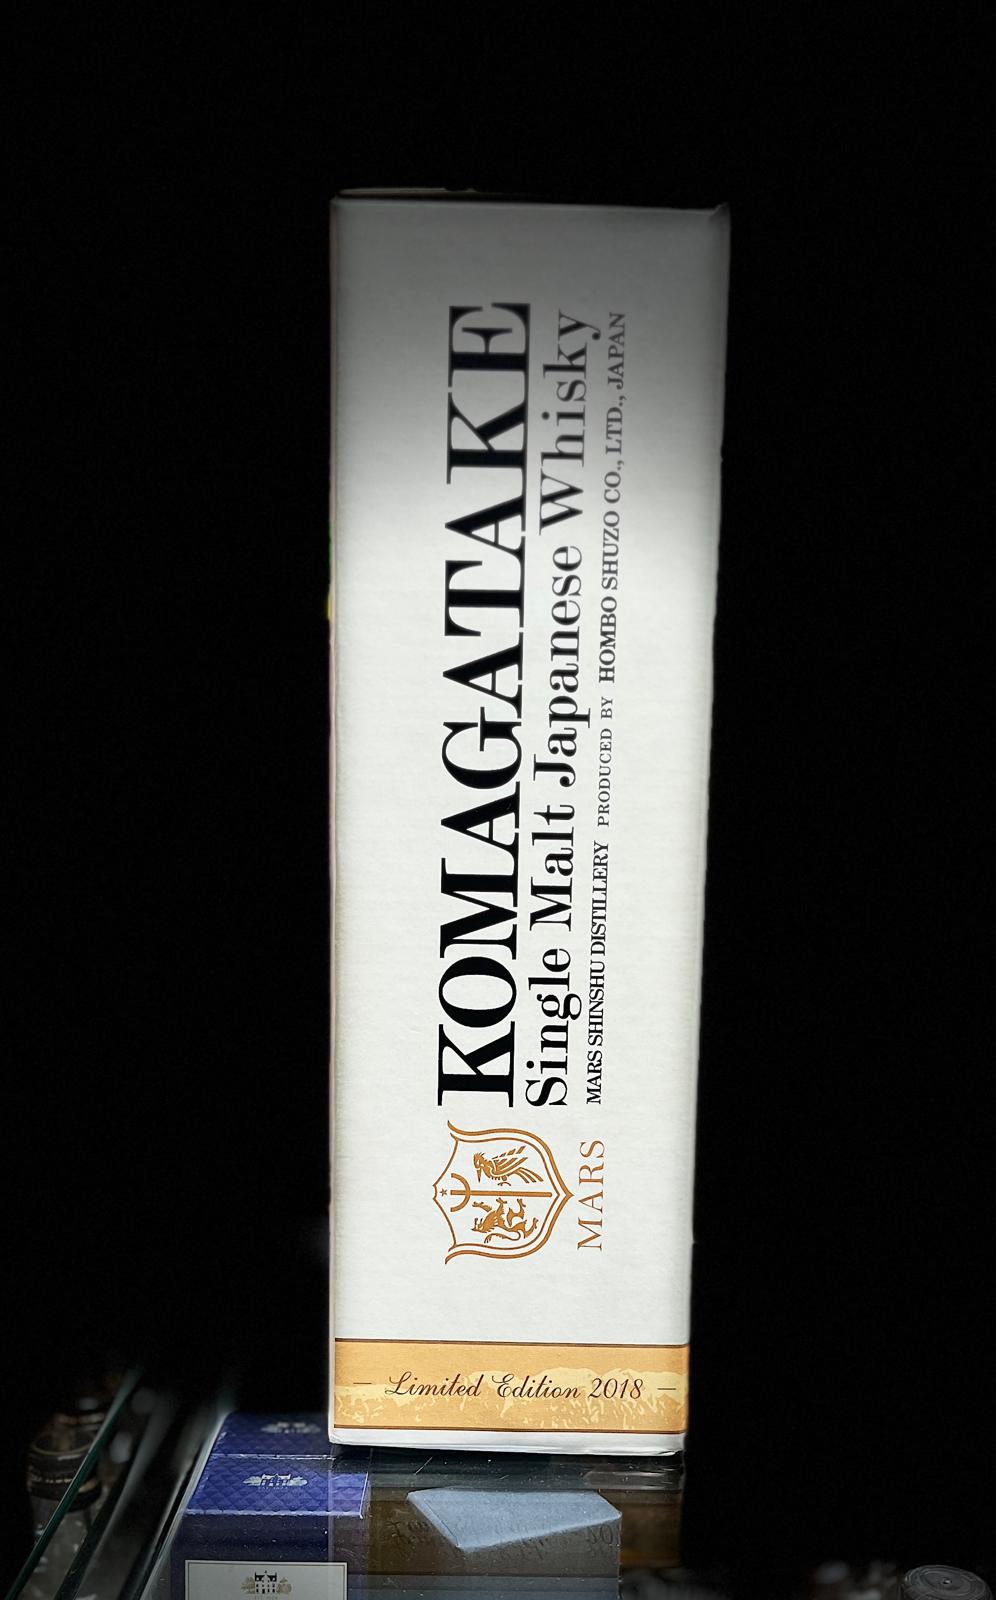 KOMAGATAKE
Single Malt Japanese Whisky
MARS SHINSHU DISTILLERY PRODUCED BY HOMBO SHUZO CO., LTD., JAPAN
MARS
— Limited Edition 2018 —